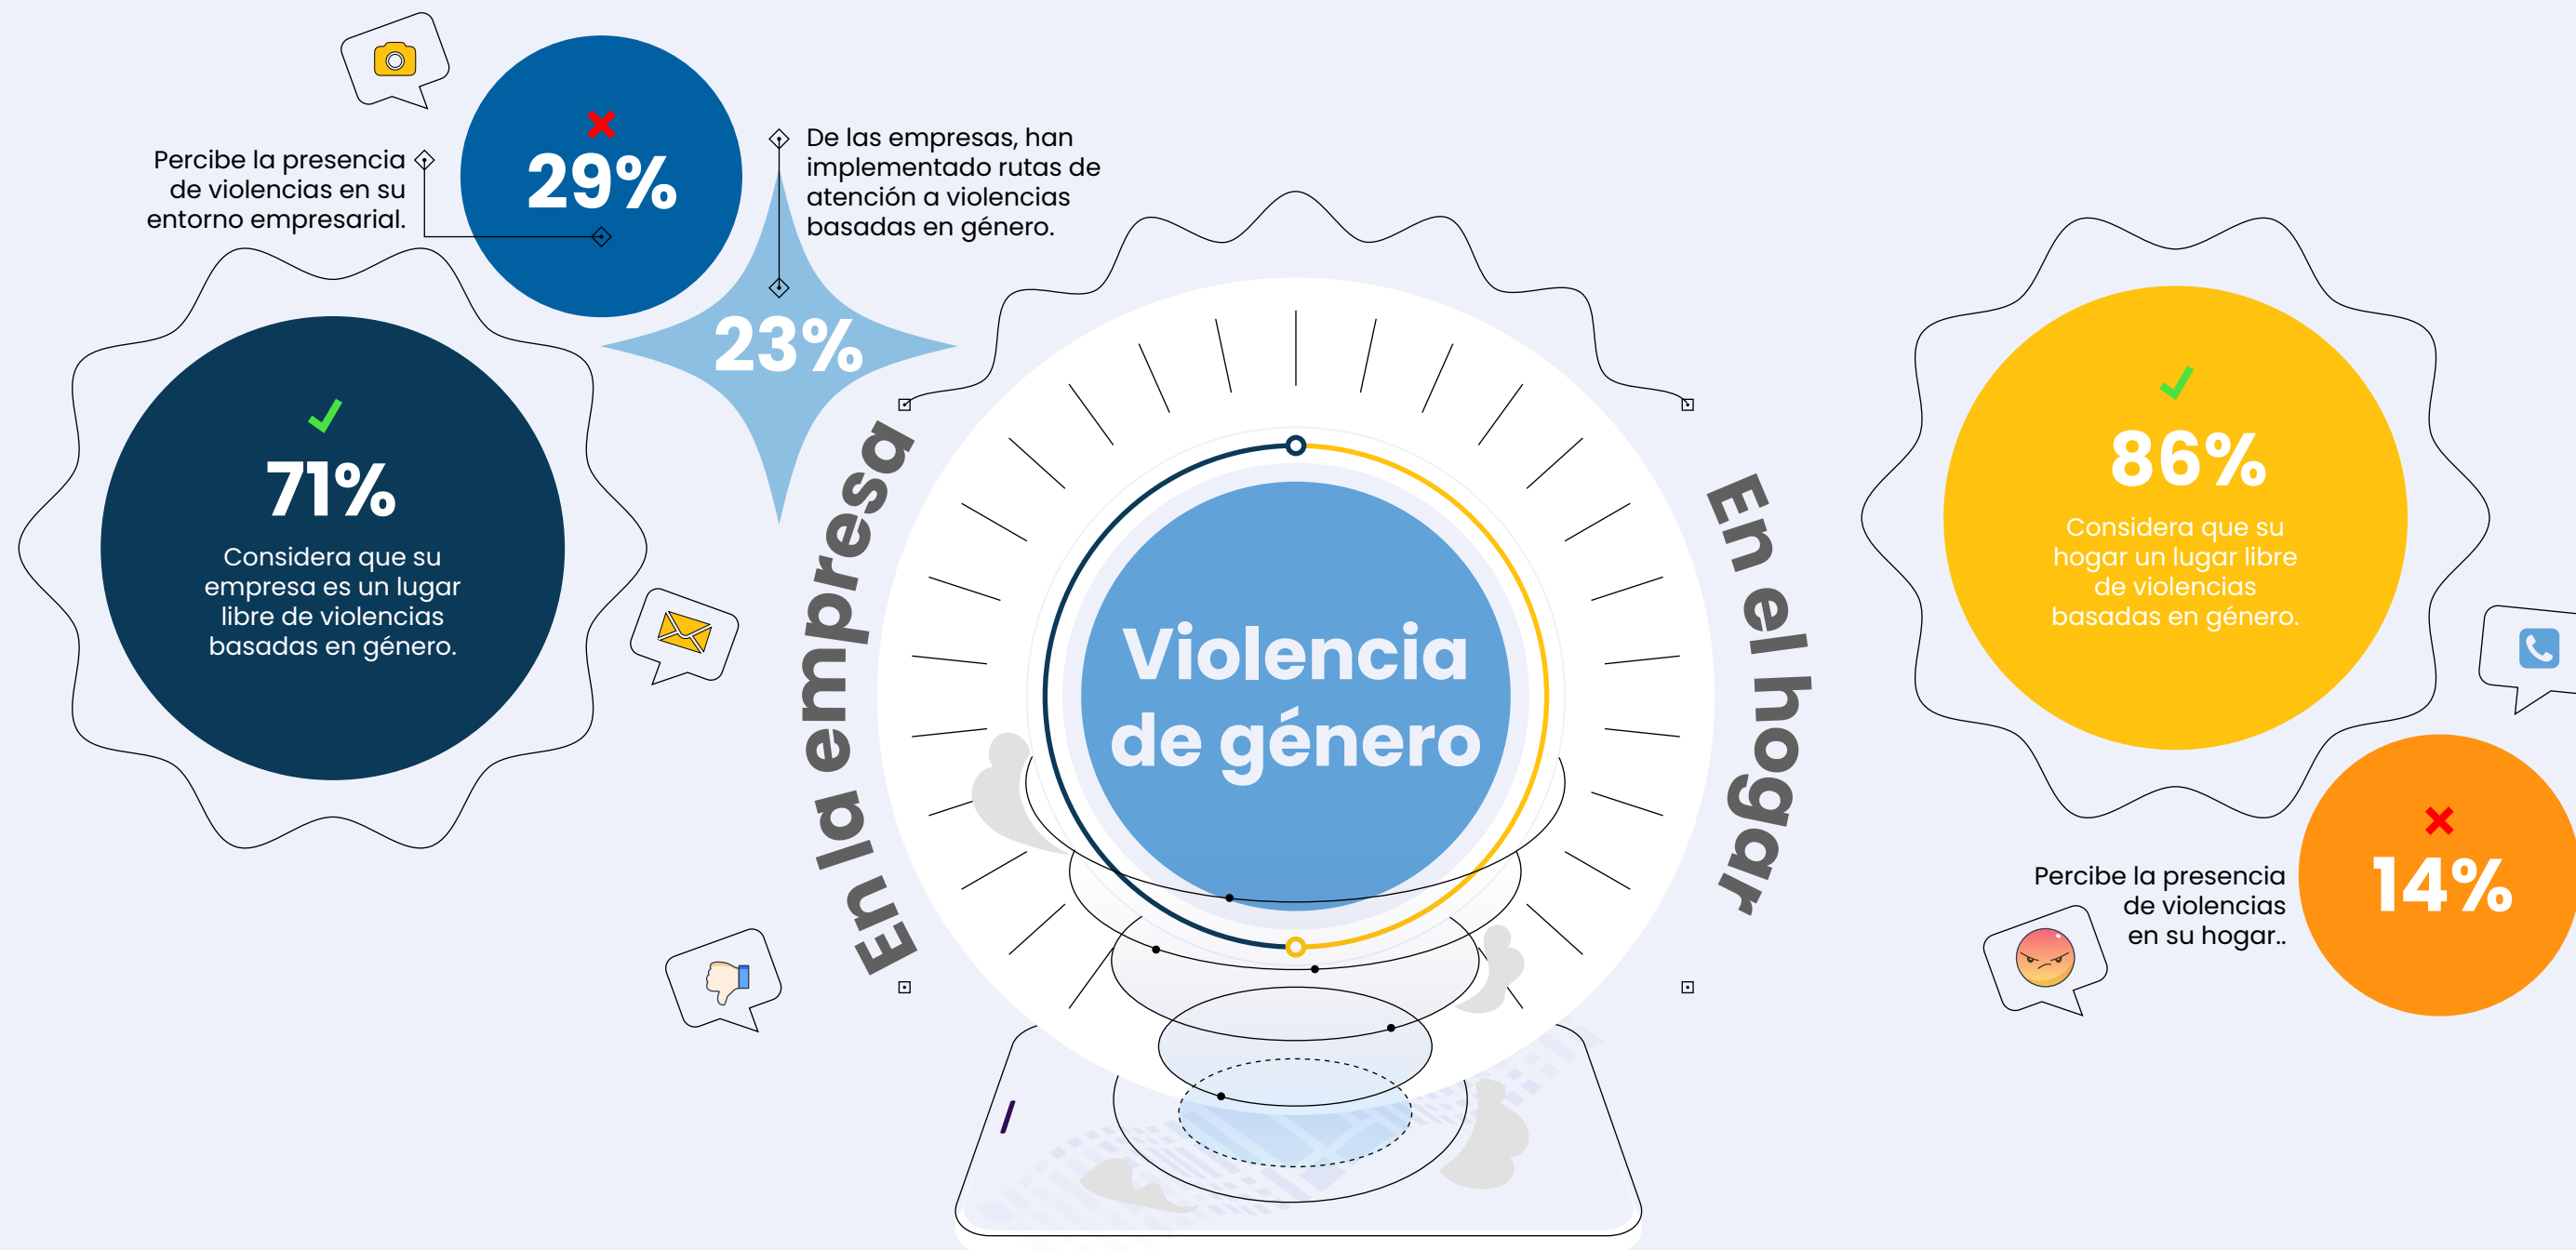 29%
Percibe la presencia
de violencias en su
entorno empresarial.
De las empresas, han
implementado rutas de
atención a violencias
basadas en género.
23%
71%
Considera que su
empresa es un lugar
libre de violencias
basadas en género.
En la empresa
Violencia
de género
En el hogar
86%
Considera que su
hogar un lugar libre
de violencias
basadas en género.
14%
Percibe la presencia
de violencias
en su hogar..